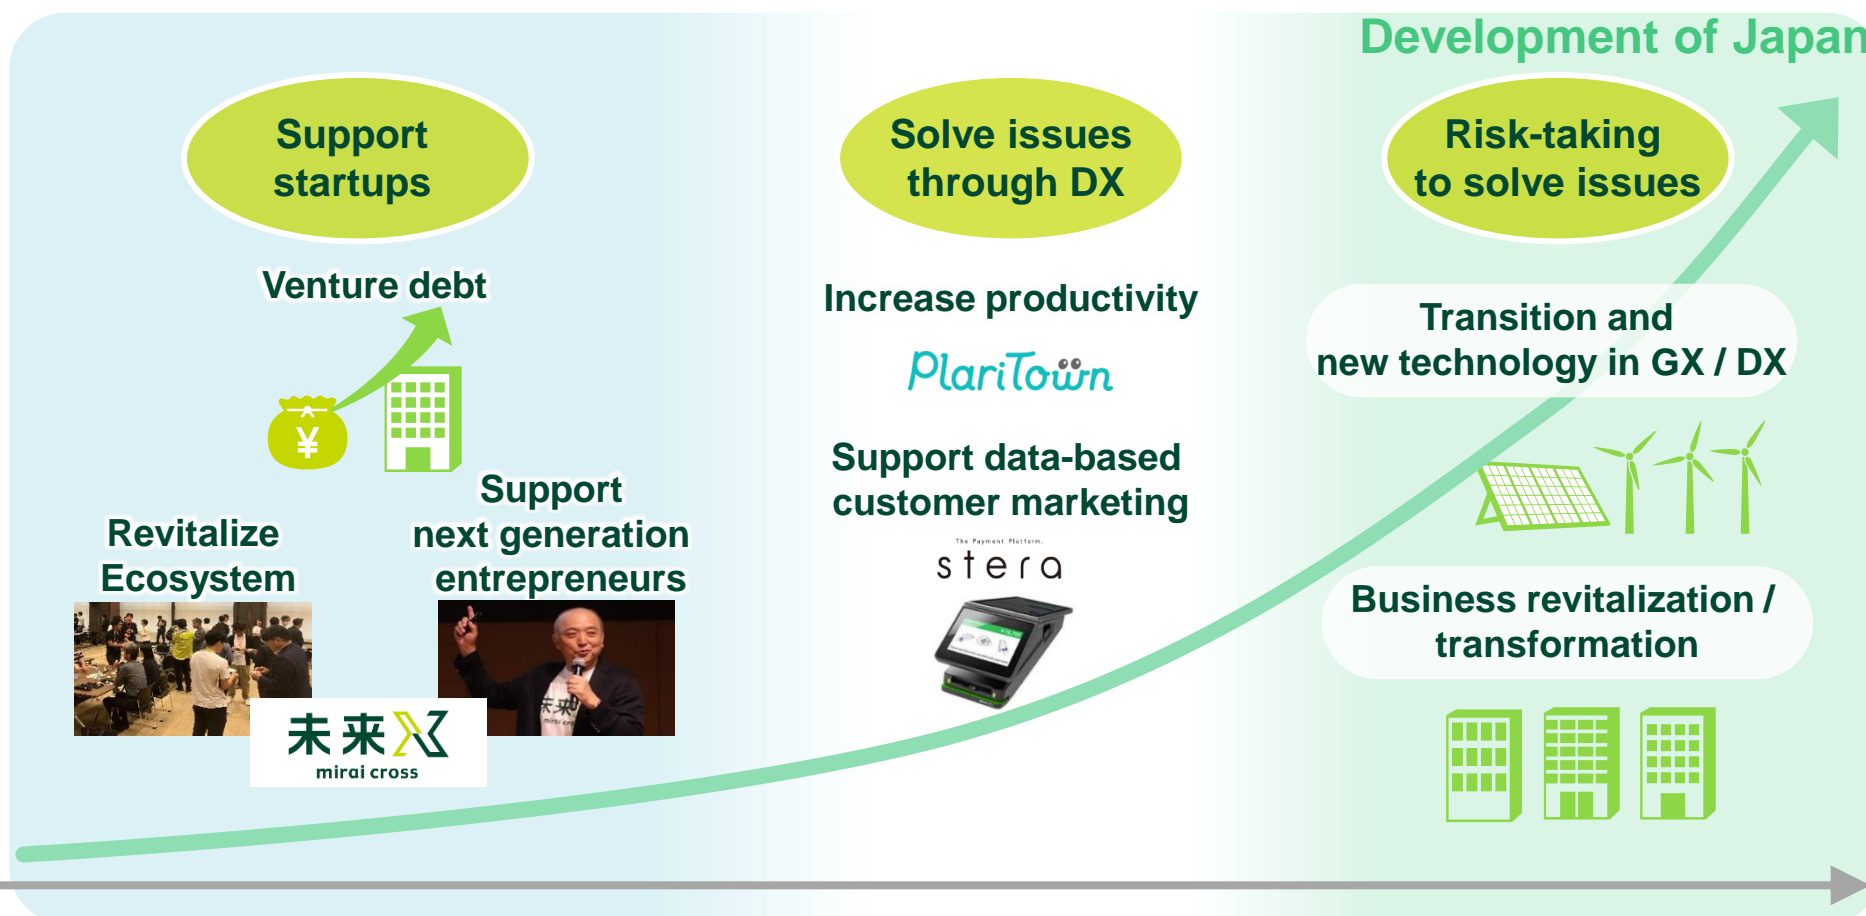 Development of Japan
Support
startups
Venture debt
¥
Revitalize
Ecosystem
Support
next generation
entrepreneurs
未来X
mirai cross
Solve issues
through DX
Increase productivity
PlariTown
Support data-based
customer marketing
The Payment Platform.
stera
Risk-taking
to solve issues
Transition and
new technology in GX / DX
Business revitalization /
transformation